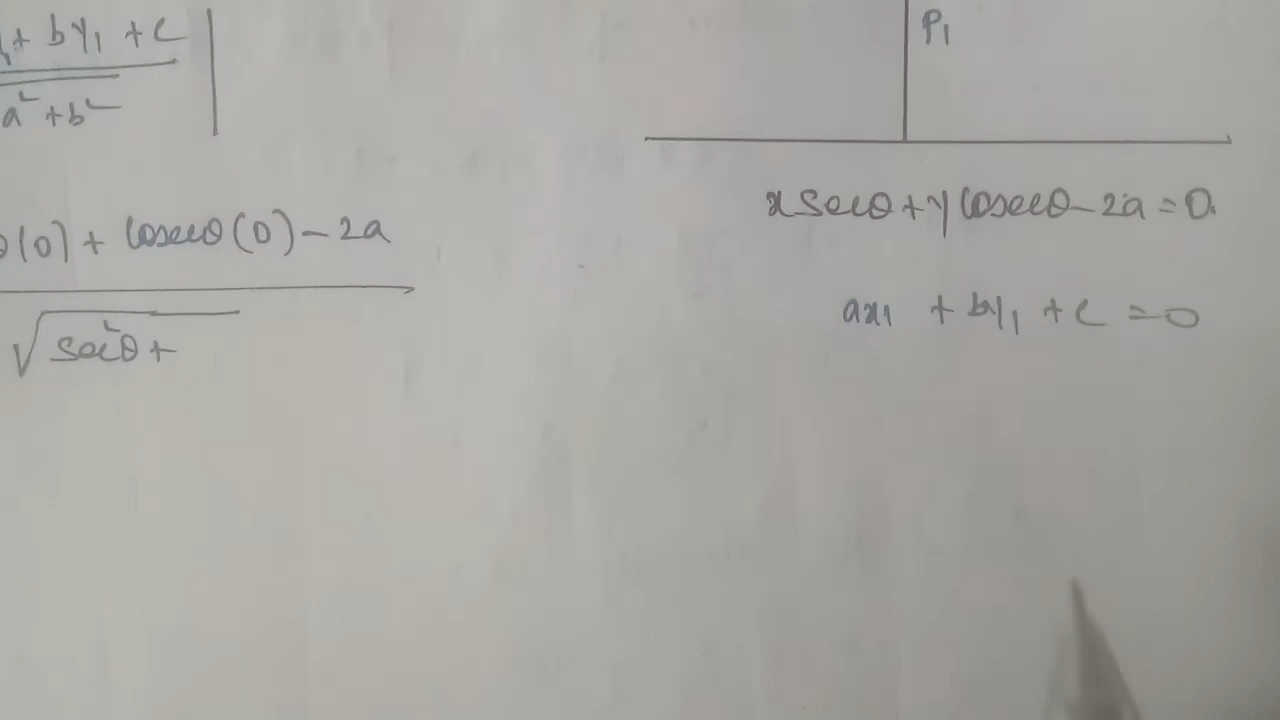 + by₁ + c
a² + b²
(0) + cosecθ(0) - 2a
√sec²θ +
P₁
x secθ + y cosecθ - 2a = 0.
ax₁ + by₁ + c = 0